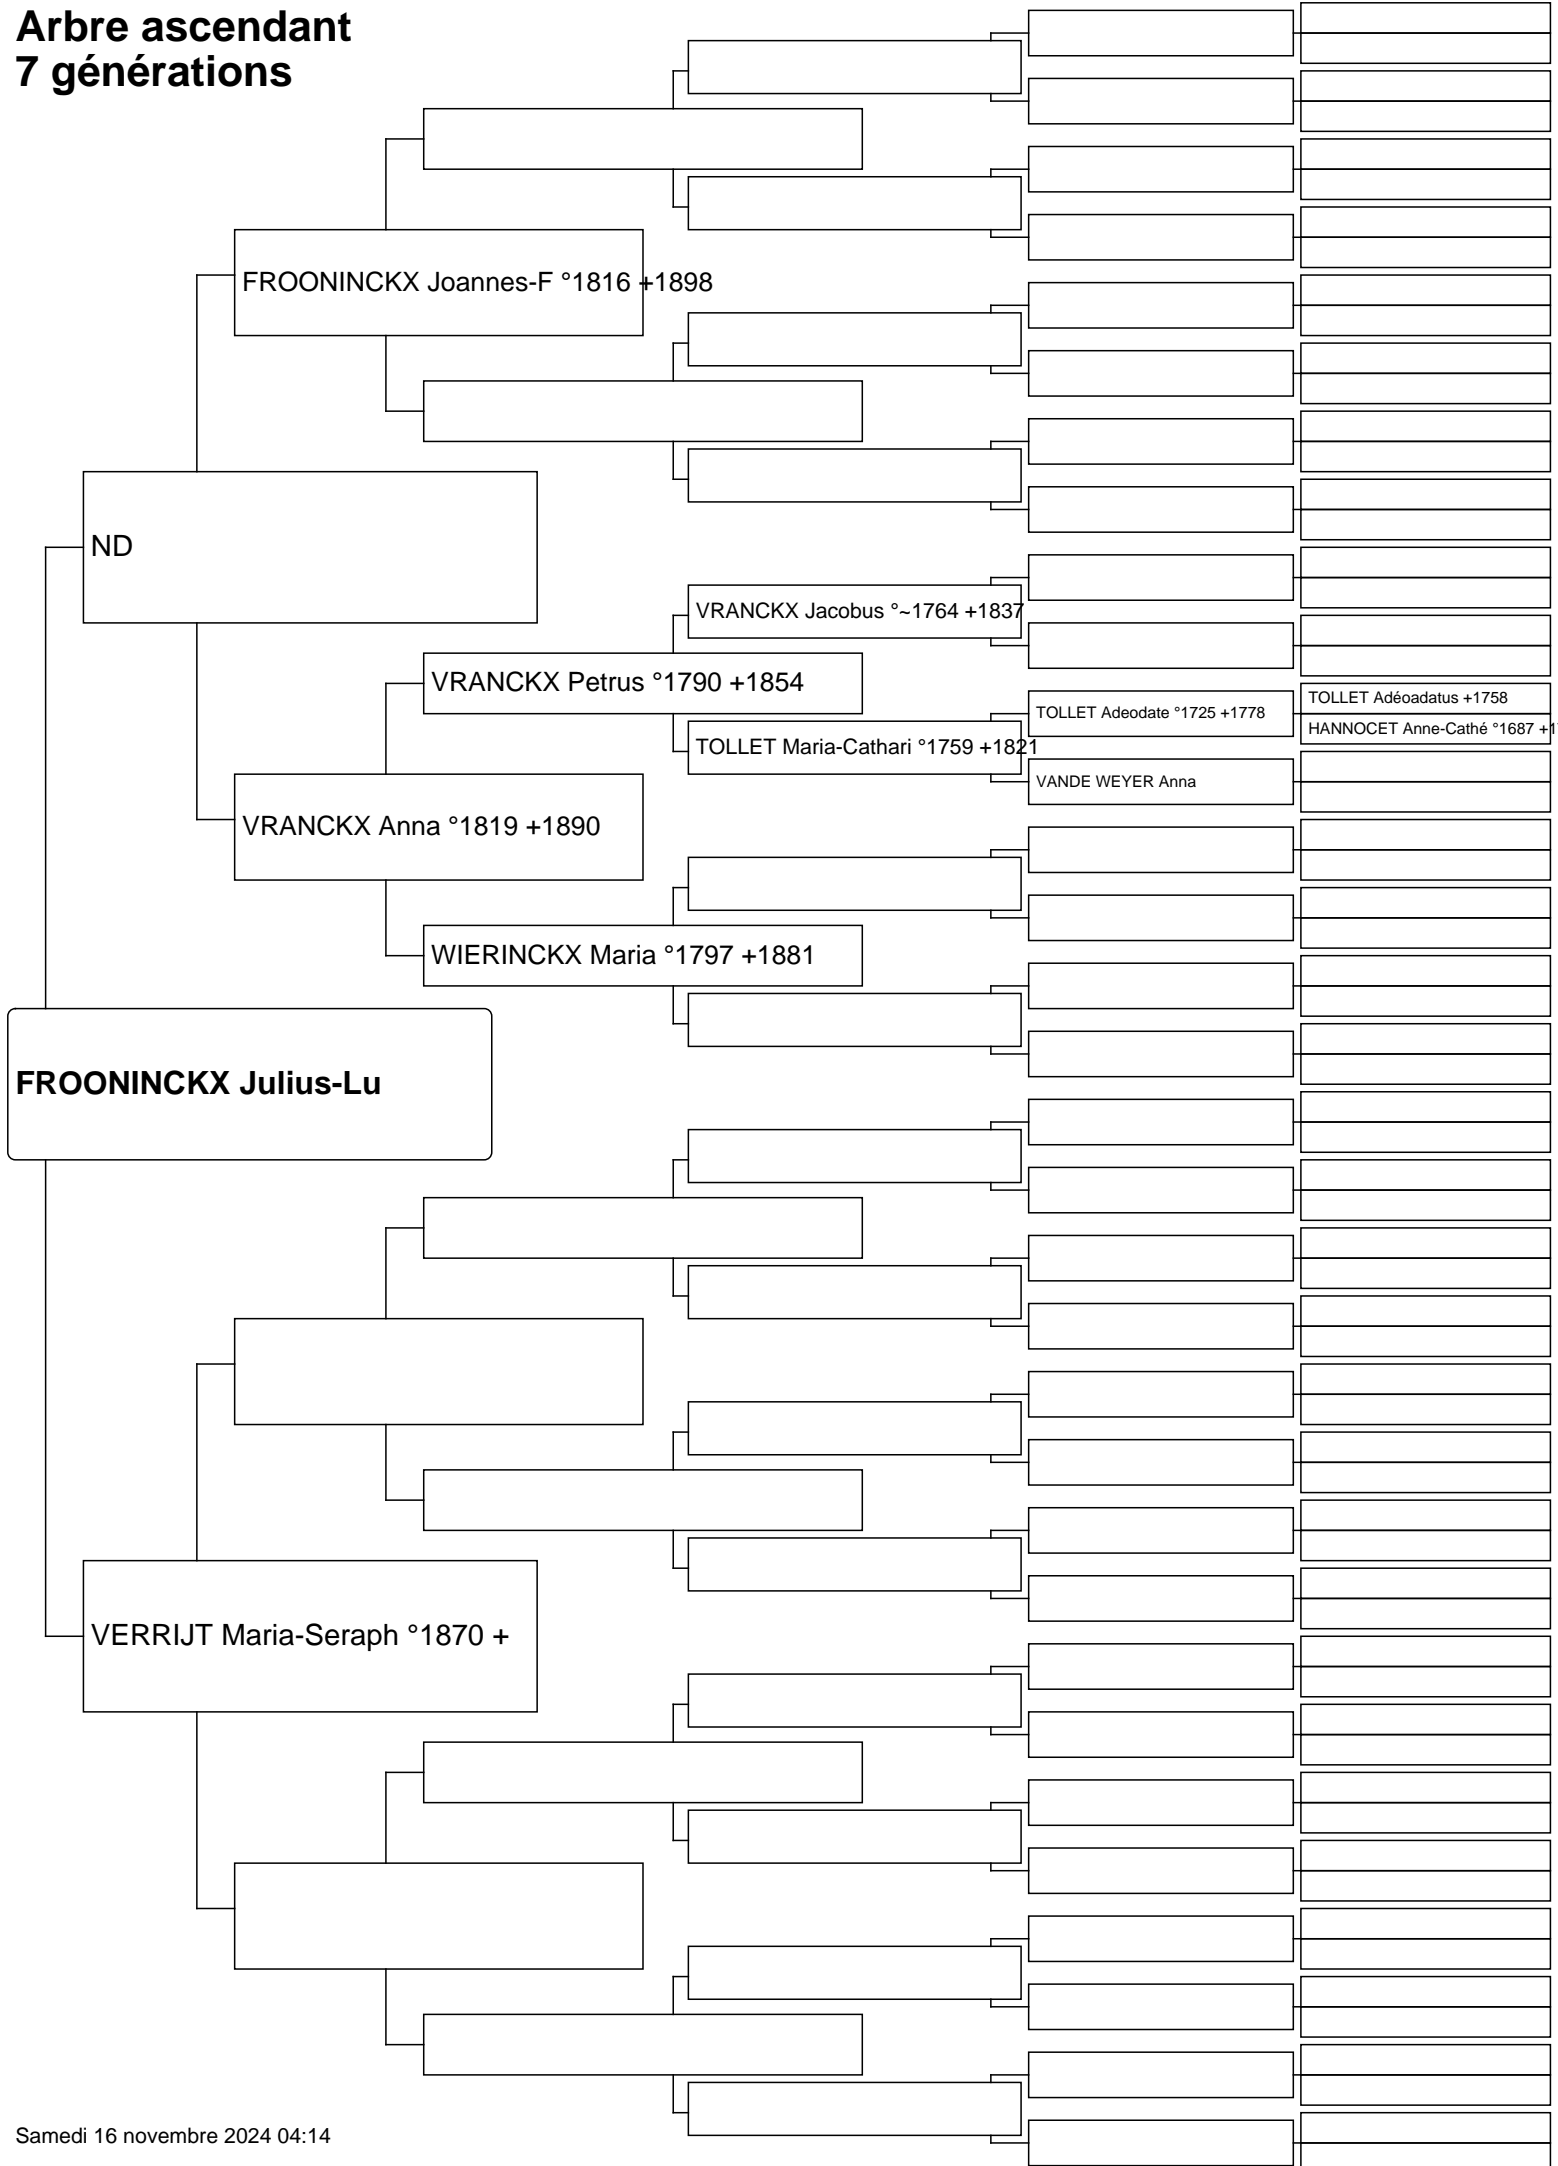 Arbre ascendant
7 générations
FROONINCKX Joannes-F °1816 +1898
ND
VRANCKX Jacobus °~1764 +1837
VRANCKX Petrus °1790 +1854
TOLLET Adéoadatus +1758
TOLLET Adeodate °1725 +1778
HANNOCET Anne-Cathé °1687 +1
TOLLET Maria-Cathari °1759 +1821
VANDE WEYER Anna
VRANCKX Anna °1819 +1890
WIERINCKX Maria °1797 +1881
FROONINCKX Julius-Lu
VERRIJT Maria-Seraph °1870 +
Samedi 16 novembre 2024 04:14